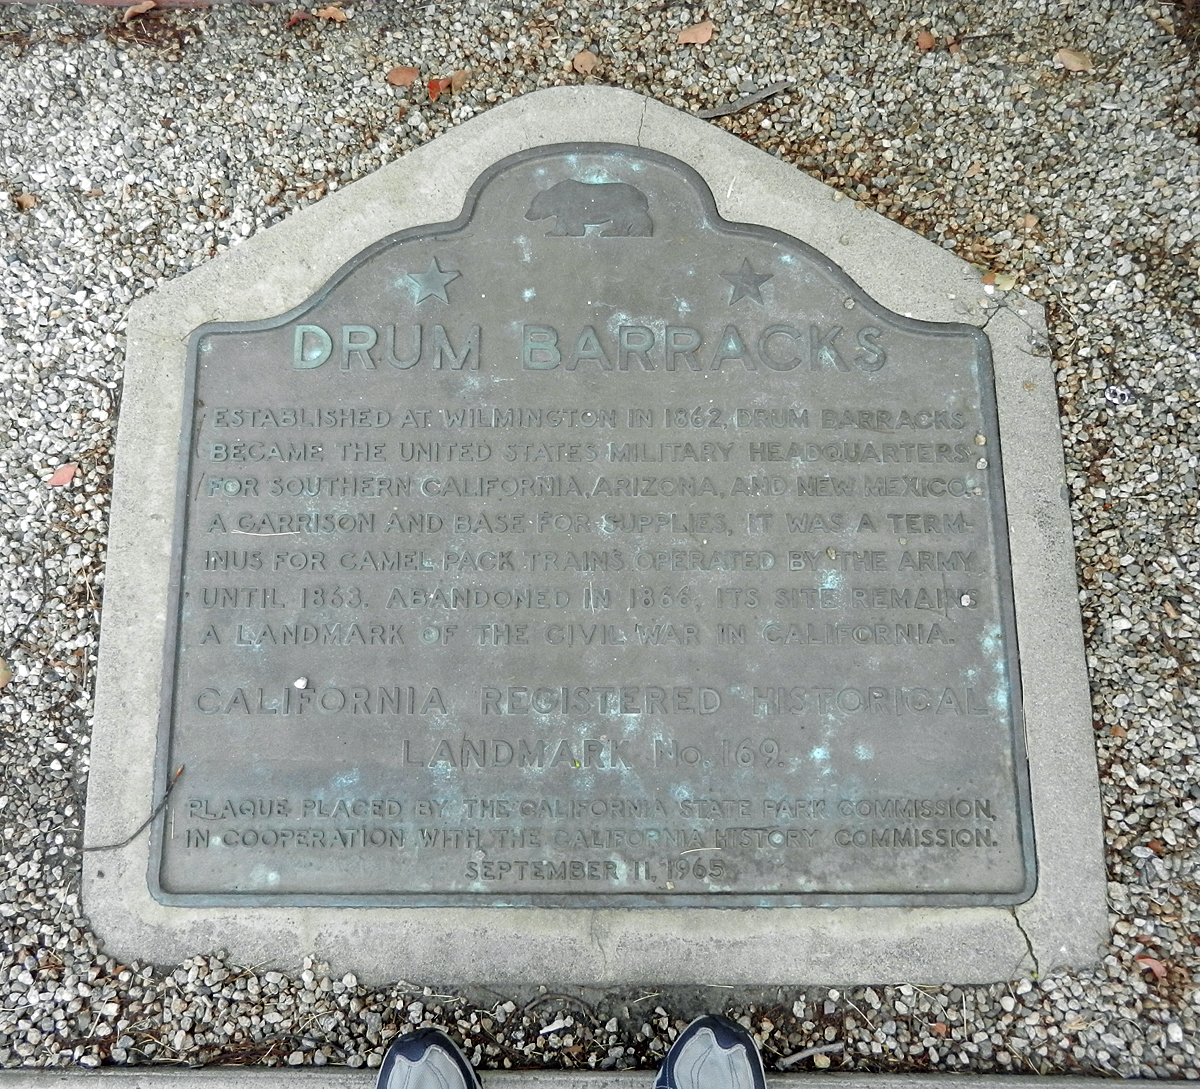 DRUM BARRACKS
ESTABLISHED AT WILMINGTON IN 1862, DRUM BARRACKS
BECAME THE UNITED STATES MILITARY HEADQUARTERS
FOR SOUTHERN CALIFORNIA, ARIZONA, AND NEW MEXICO.
A GARRISON AND BASE FOR SUPPLIES, IT WAS A TERM-
INUS FOR CAMEL PACK TRAINS OPERATED BY THE ARMY
UNTIL 1863. ABANDONED IN 1866, ITS SITE REMAINS
A LANDMARK OF THE CIVIL WAR IN CALIFORNIA.
CALIFORNIA REGISTERED HISTORICAL
LANDMARK No. 169.
PLAQUE PLACED BY THE CALIFORNIA STATE PARK COMMISSION,
IN COOPERATION WITH THE CALIFORNIA HISTORY COMMISSION.
SEPTEMBER 11, 1965.